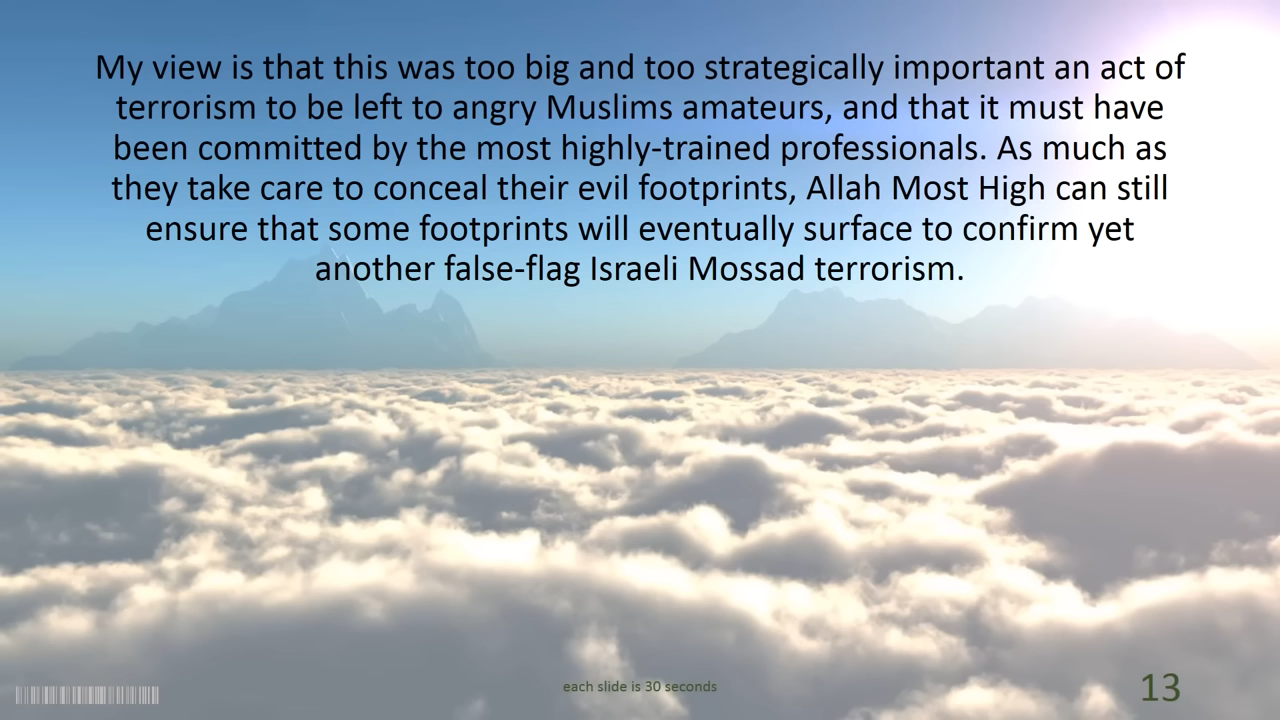 My view is that this was too big and too strategically important an act of
terrorism to be left to angry Muslims amateurs, and that it must have
been committed by the most highly-trained professionals. As much as
they take care to conceal their evil footprints, Allah Most High can still
ensure that some footprints will eventually surface to confirm yet
another false-flag Israeli Mossad terrorism.
each slide is 30 seconds
13